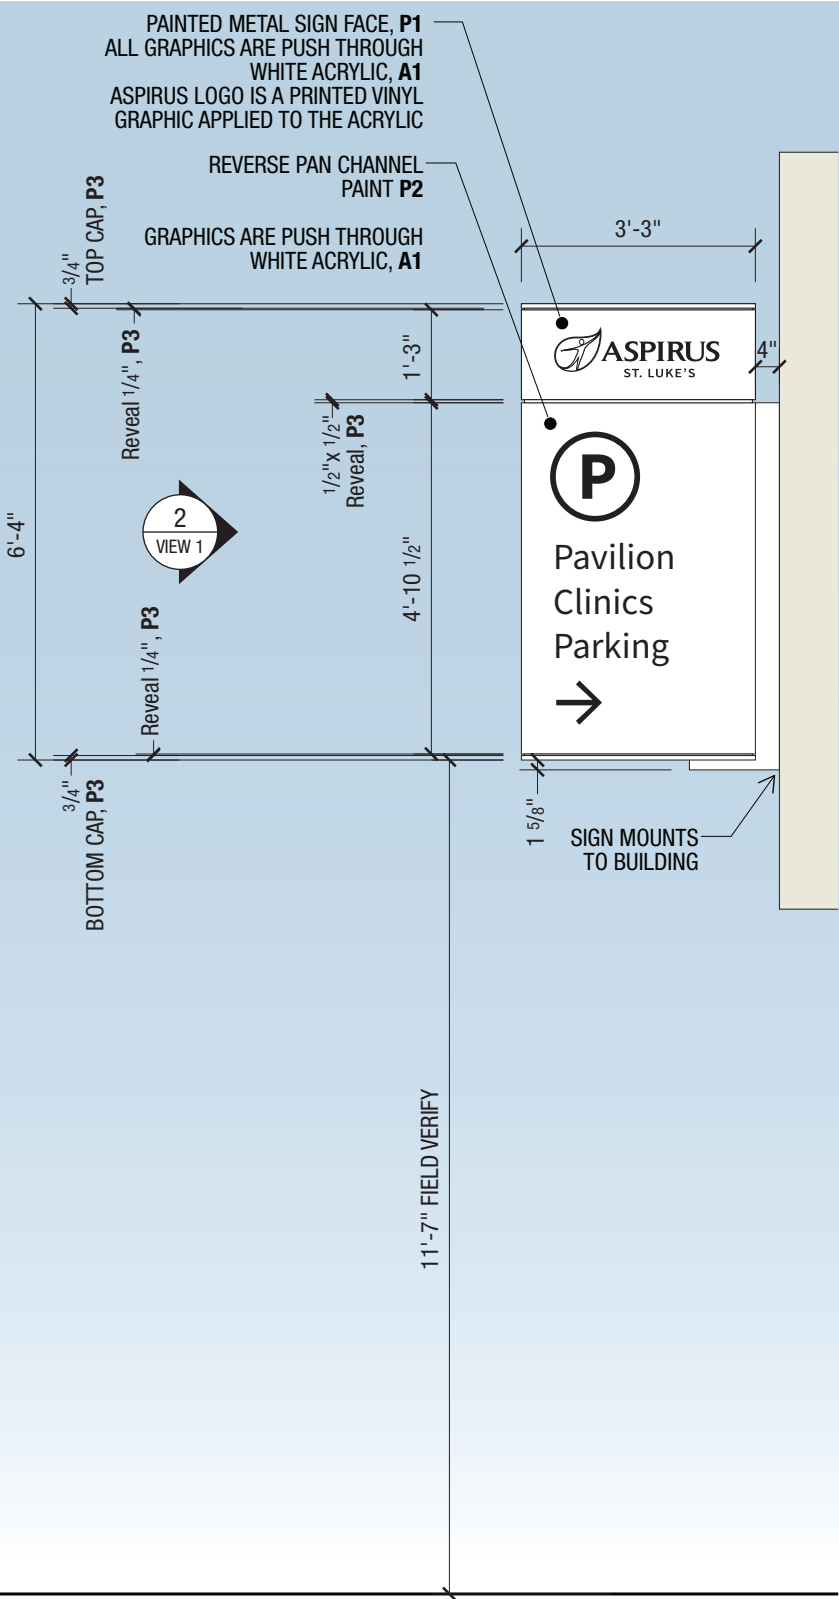 PAINTED METAL SIGN FACE, P1
ALL GRAPHICS ARE PUSH THROUGH
WHITE ACRYLIC, A1
ASPIRUS LOGO IS A PRINTED VINYL
GRAPHIC APPLIED TO THE ACRYLIC
REVERSE PAN CHANNEL
PAINT P2
GRAPHICS ARE PUSH THROUGH
WHITE ACRYLIC, A1
3/4"
TOP CAP, P3
3'-3"
Reveal 1/4", P3
1'-3"
ASPIRUS
ST. LUKE'S
4"
1/2"x 1/2"
Reveal, P3
6'-4"
2
VIEW 1
4'-10 1/2"
P
Pavilion
Clinics
Parking
Reveal 1/4", P3
3/4"
BOTTOM CAP, P3
1 5/8"
SIGN MOUNTS
TO BUILDING
11'-7" FIELD VERIFY